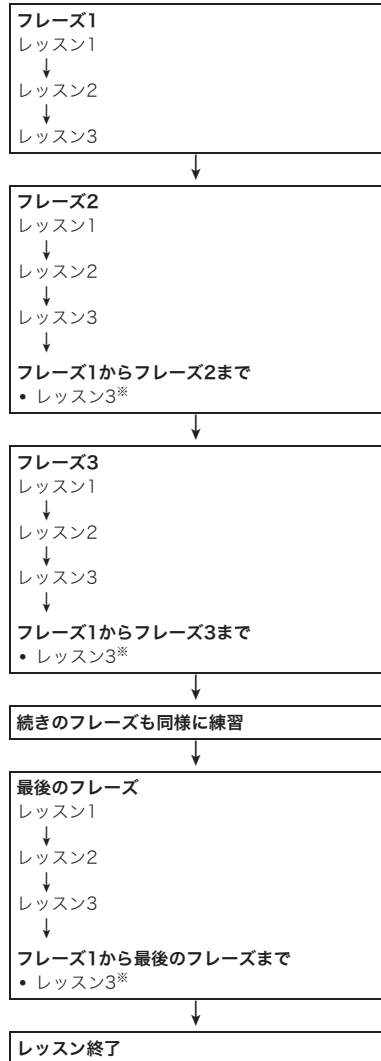 フレーズ1
レッスン1
↓
レッスン2
↓
レッスン3
↓
フレーズ2
レッスン1
↓
レッスン2
↓
レッスン3
↓
フレーズ1からフレーズ2まで
• レッスン3※
↓
フレーズ3
レッスン1
↓
レッスン2
↓
レッスン3
↓
フレーズ1からフレーズ3まで
• レッスン3※
↓
続きのフレーズも同様に練習
↓
最後のフレーズ
レッスン1
↓
レッスン2
↓
レッスン3
↓
フレーズ1から最後のフレーズまで
• レッスン3※
↓
レッスン終了